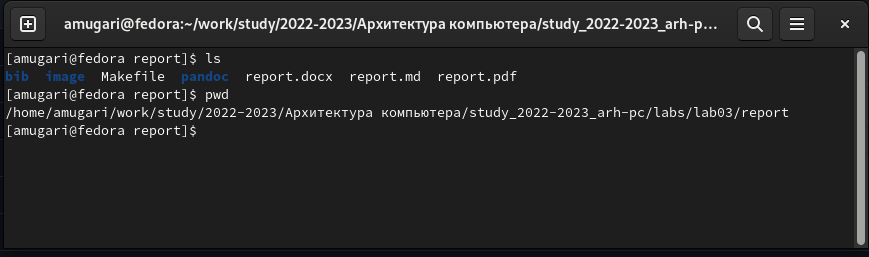 amugari@fedora:~/work/study/2022-2023/Архитектура компьютера/study_2022-2023_arh-p...
[amugari@fedora report]$ ls
bib image Makefile pandoc report.docx report.md report.pdf
[amugari@fedora report]$ pwd
/home/amugari/work/study/2022-2023/Архитектура компьютера/study_2022-2023_arh-pc/labs/lab03/report
[amugari@fedora report]$